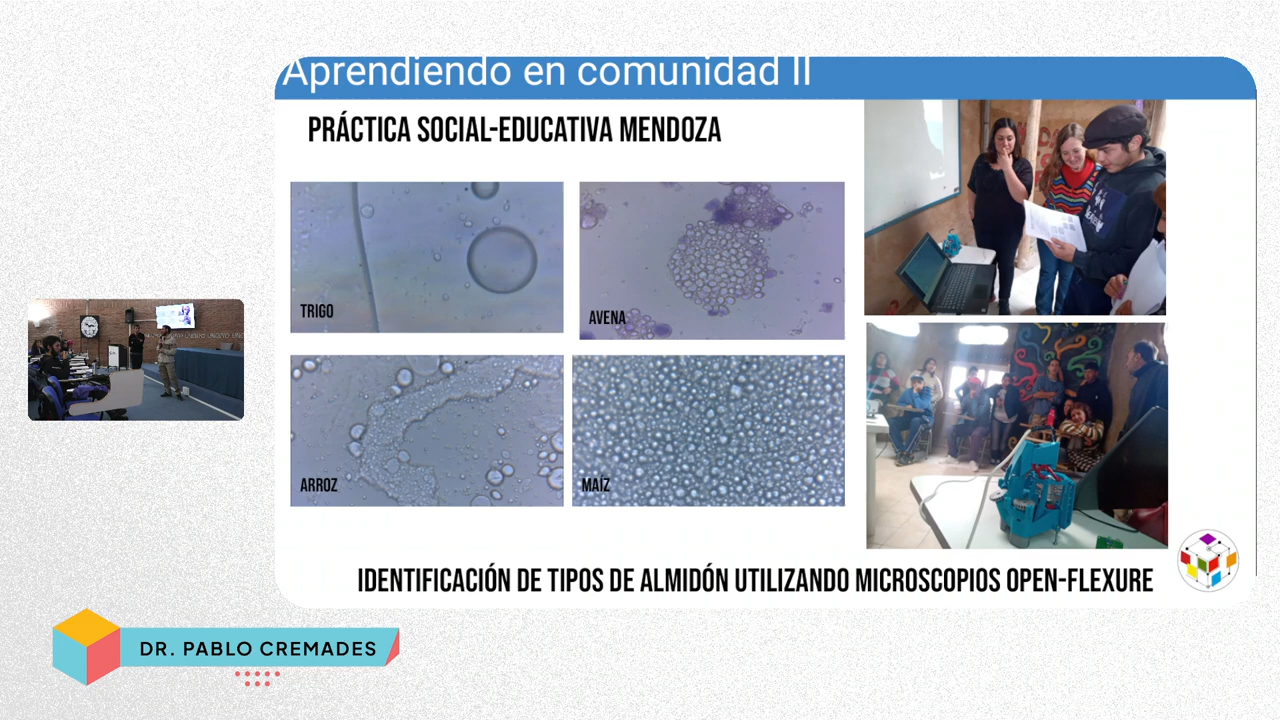 Aprendiendo en comunidad II
PRÁCTICA SOCIAL-EDUCATIVA MENDOZA
TRIGO
AVENA
ARROZ
MAÍZ
IDENTIFICACIÓN DE TIPOS DE ALMIDÓN UTILIZANDO MICROSCOPIOS OPEN-FLEXURE
DR. PABLO CREMADES